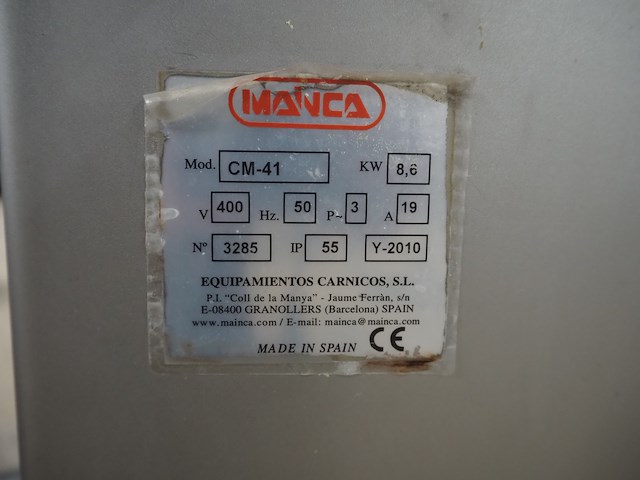 MAINCA
Mod. CM-41 KW 8,6
V 400 Hz. 50 P~ 3 A 19
Nº 3285 IP 55 Y-2010
EQUIPAMIENTOS CARNICOS, S.L.
P.I. "Coll de la Manya" - Jaume Ferràn, s/n
E-08400 GRANOLLERS (Barcelona) SPAIN
www.mainca.com / E-mail: mainca@mainca.com
MADE IN SPAIN CE